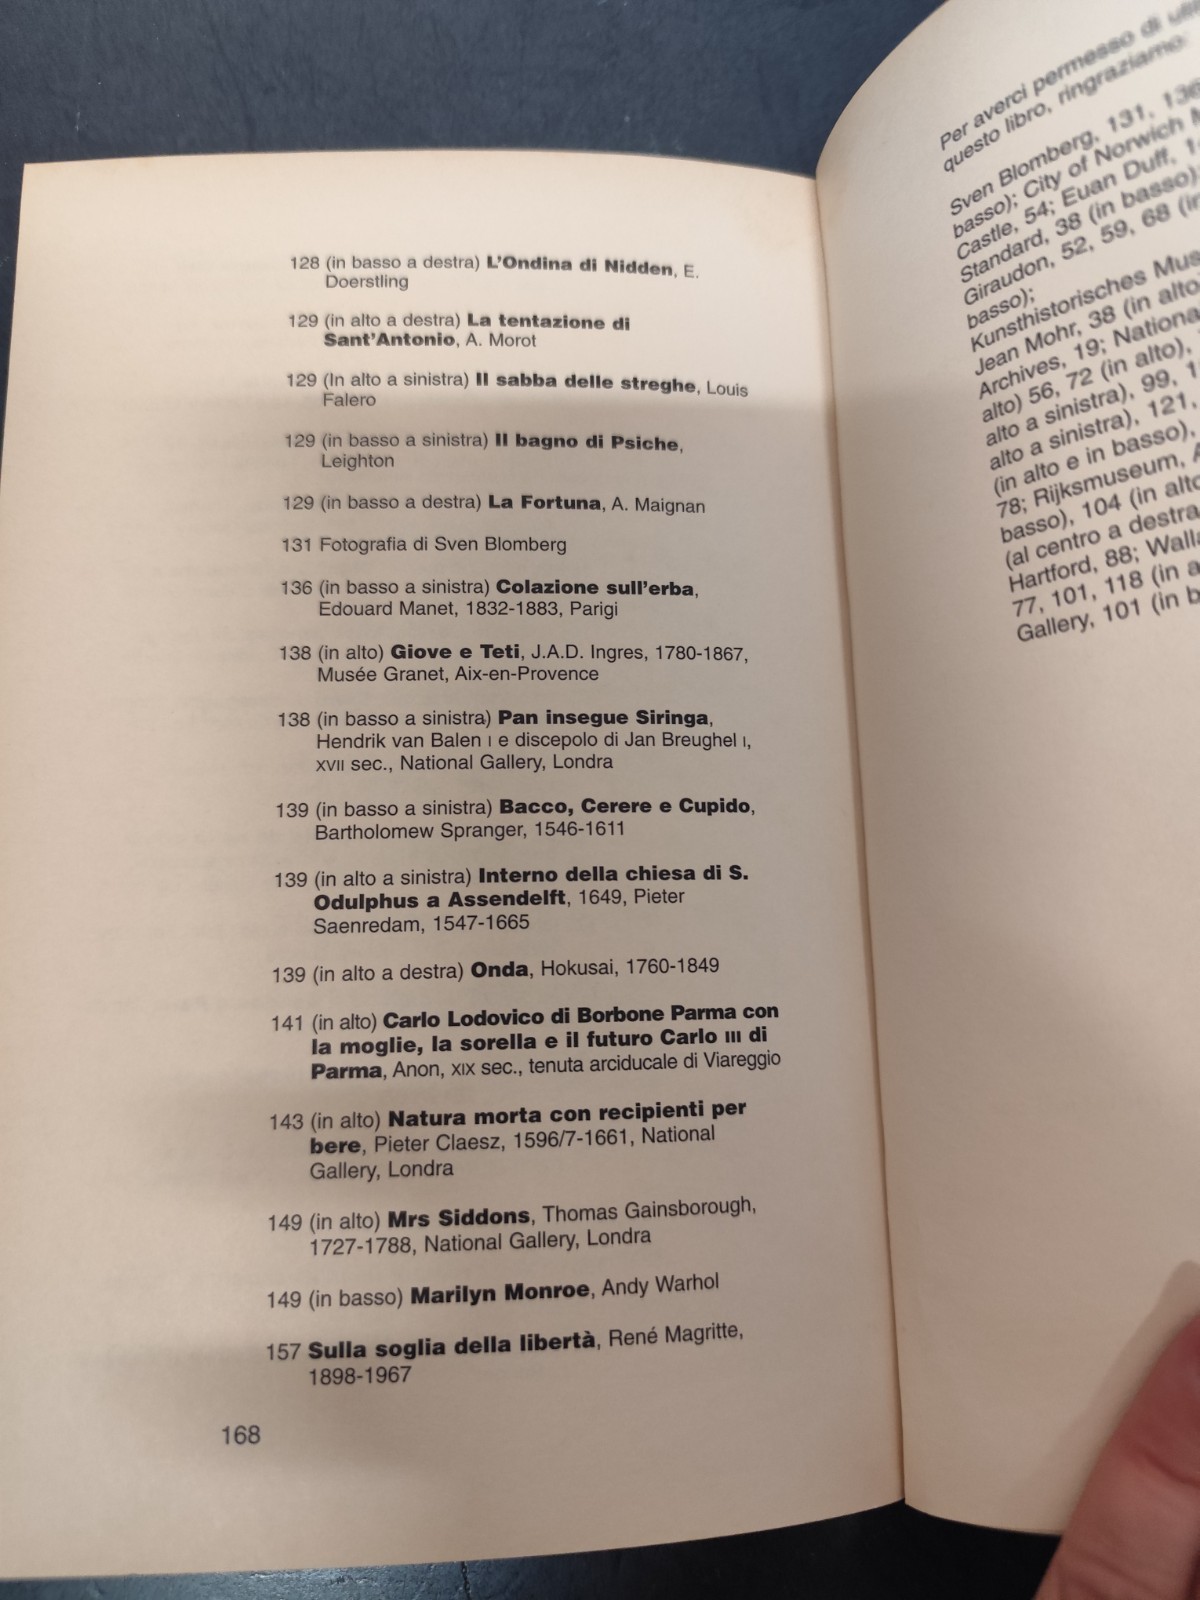 128 (in basso a destra) L'Ondina di Nidden, E.
Doerstling
129 (in alto a destra) La tentazione di
Sant'Antonio, A. Morot
129 (In alto a sinistra) Il sabba delle streghe, Louis
Falero
129 (in basso a sinistra) Il bagno di Psiche,
Leighton
129 (in basso a destra) La Fortuna, A. Maignan
131 Fotografia di Sven Blomberg
136 (in basso a sinistra) Colazione sull'erba,
Edouard Manet, 1832-1883, Parigi
138 (in alto) Giove e Teti, J.A.D. Ingres, 1780-1867,
Musée Granet, Aix-en-Provence
138 (in basso a sinistra) Pan insegue Siringa,
Hendrik van Balen I e discepolo di Jan Breughel I,
XVII sec., National Gallery, Londra
139 (in basso a sinistra) Bacco, Cerere e Cupido,
Bartholomew Spranger, 1546-1611
139 (in alto a sinistra) Interno della chiesa di S.
Odulphus a Assendelft, 1649, Pieter
Saenredam, 1547-1665
139 (in alto a destra) Onda, Hokusai, 1760-1849
141 (in alto) Carlo Lodovico di Borbone Parma con
la moglie, la sorella e il futuro Carlo III di
Parma, Anon, XIX sec., tenuta arciducale di Viareggio
143 (in alto) Natura morta con recipienti per
bere, Pieter Claesz, 1596/7-1661, National
Gallery, Londra
149 (in alto) Mrs Siddons, Thomas Gainsborough,
1727-1788, National Gallery, Londra
149 (in basso) Marilyn Monroe, Andy Warhol
157 Sulla soglia della libertà, René Magritte,
1898-1967
168
Per averci permesso di
questo libro, ringraziamo:
Sven Blomberg, 131, 136
basso); City of Norwich
Castle, 54; Euan Duff,
Standard, 38 (in basso);
Giraudon, 52, 59, 68 (in
basso);
Kunsthistorisches
Jean Mohr, 38 (in alto)
Archives, 19;
alto) 56, 72 (in alto),
alto a sinistra), 99,
alto a sinistra), 121,
(in alto e in basso),
78; Rijksmuseum,
basso), 104 (in alto
(al centro a destra
Hartford, 88;
77, 101, 118 (in
Gallery, 101 (in